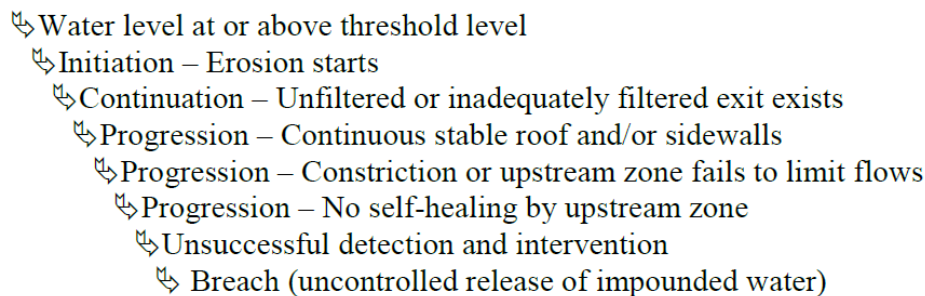 Water level at or above threshold level
Initiation – Erosion starts
Continuation – Unfiltered or inadequately filtered exit exists
Progression – Continuous stable roof and/or sidewalls
Progression – Constriction or upstream zone fails to limit flows
Progression – No self-healing by upstream zone
Unsuccessful detection and intervention
Breach (uncontrolled release of impounded water)